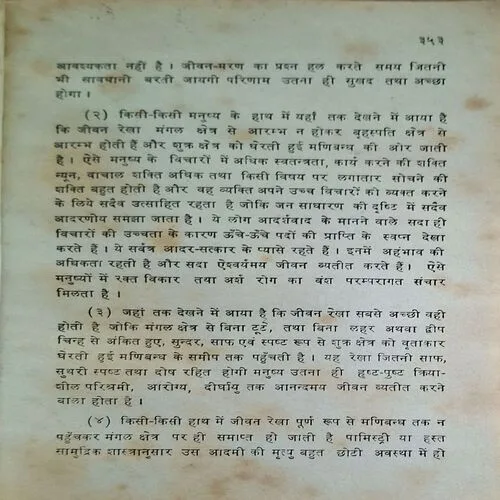 ३५३
आवश्यकता नहीं है । जीवन-मरण का प्रश्न हल करते समय जितनी
भी सावधानी बरती जायगी परिणाम उतना ही सुखद तथा अच्छा
होगा ।
(२) किसी-किसी मनुष्य के हाथ में यहाँ तक देखने में आया है
कि जीवन रेखा मंगल क्षेत्र से आरम्भ न होकर बृहस्पति क्षेत्र से
आरम्भ होती हैं और शुक्र क्षेत्र को घेरती हुई मणिबन्ध की ओर जाती
है । ऐसे मनुष्य के विचारों में अधिक स्वतन्त्रता, कार्य करने की शक्ति
न्यून, वाचाल शक्ति अधिक तथा किसी विषय पर लगातार सोचने की
शक्ति बहुत होती है और वह व्यक्ति अपने उच्च विचारों को व्यक्त करने
के लिये सदैव उत्साहित रहता है जोकि जन साधारण की दृष्टि में सदैव
आदरणीय समझा जाता है । ये लोग आदर्शवाद के मानने वाले सदा ही
विचारों की उच्चता के कारण ऊँचे-ऊँचे पदों की प्राप्ति के स्वप्न देखा
करते हैं । ये सर्वत्र आदर-सत्कार के प्यासे रहते हैं । इनमें अहंभाव की
अधिकता रहती है और सदा ऐश्वर्यमय जीवन व्यतीत करते हैं । ऐसे
मनुष्यों में रक्त विकार तथा अर्श रोग का वंश परम्परागत संचार
मिलता है ।
(३) जहां तक देखने में आया है कि जीवन रेखा सबसे अच्छी वही
होती है जोकि मंगल क्षेत्र से बिना टूटे, तथा बिना लहर अथवा द्वीप
चिन्ह से अंकित हुए, सुन्दर, साफ एवं स्पष्ट रूप से शुक्र क्षेत्र को वृताकार
घेरती हुई मणिबन्ध के समीप तक पहुँचती है । यह रेखा जितनी साफ,
सुथरी स्पष्ट तथा दोष रहित होगी मनुष्य उतना ही हृष्ट-पुष्ट क्रिया-
शील परिश्रमी, आरोग्य, दीर्घायु तक आनन्दमय जीवन व्यतीत करने
वाला होता है ।
(४) किसी-किसी हाथ में जीवन रेखा पूर्ण रूप से मणिबन्ध तक न
पहुँचकर मंगल क्षेत्र पर ही समाप्त हो जाती है पामिस्ट्री या हस्त
सामुद्रिक शास्त्रानुसार उस आदमी की मृत्यु बहुत छोटी अवस्था में हो